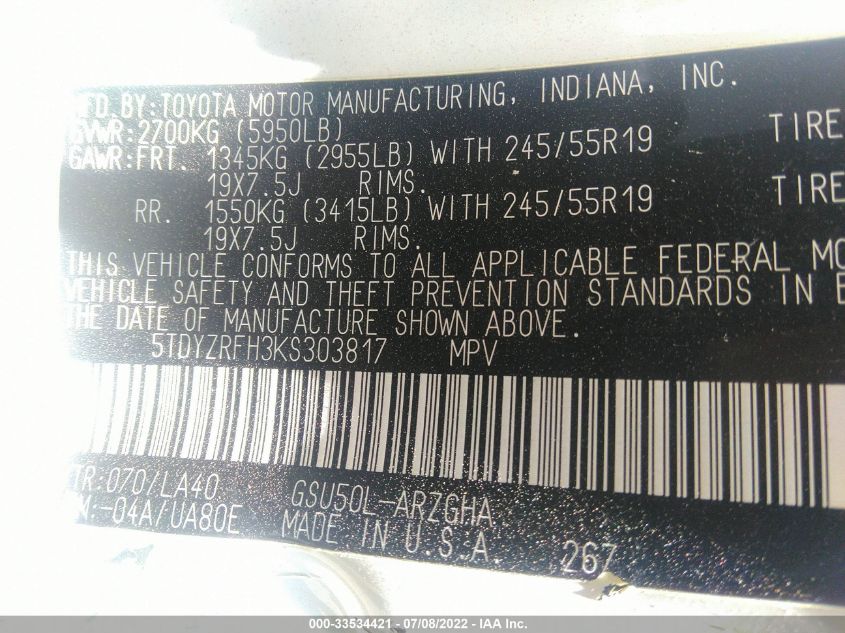 MFD. BY: TOYOTA MOTOR MANUFACTURING, INDIANA, INC.
GVWR: 2700KG (5950LB)
GAWR: FRT. 1345KG (2955LB) WITH 245/55R19 TIRE
19X7.5J RIMS.
RR. 1550KG (3415LB) WITH 245/55R19 TIRE
19X7.5J RIMS.
THIS VEHICLE CONFORMS TO ALL APPLICABLE FEDERAL MO
VEHICLE SAFETY AND THEFT PREVENTION STANDARDS IN E
THE DATE OF MANUFACTURE SHOWN ABOVE.
5TDYZRFH3KS303817 MPV
TR:070/LA40 GSU50L-ARZGHA
-04A/UA80E MADE IN U.S.A 267
000-33534421 - 07/08/2022 - IAA Inc.